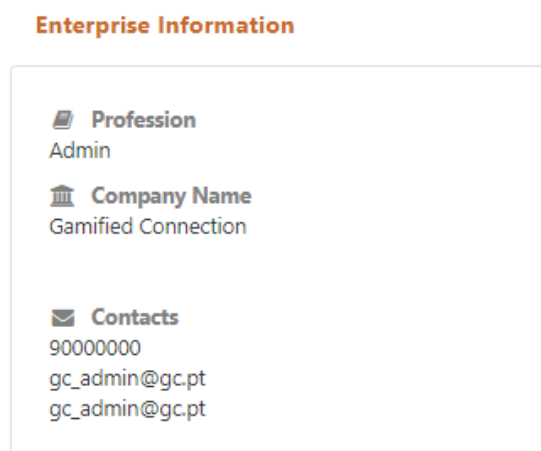 Enterprise Information
Profession
Admin
Company Name
Gamified Connection
Contacts
90000000
gc_admin@gc.pt
gc_admin@gc.pt